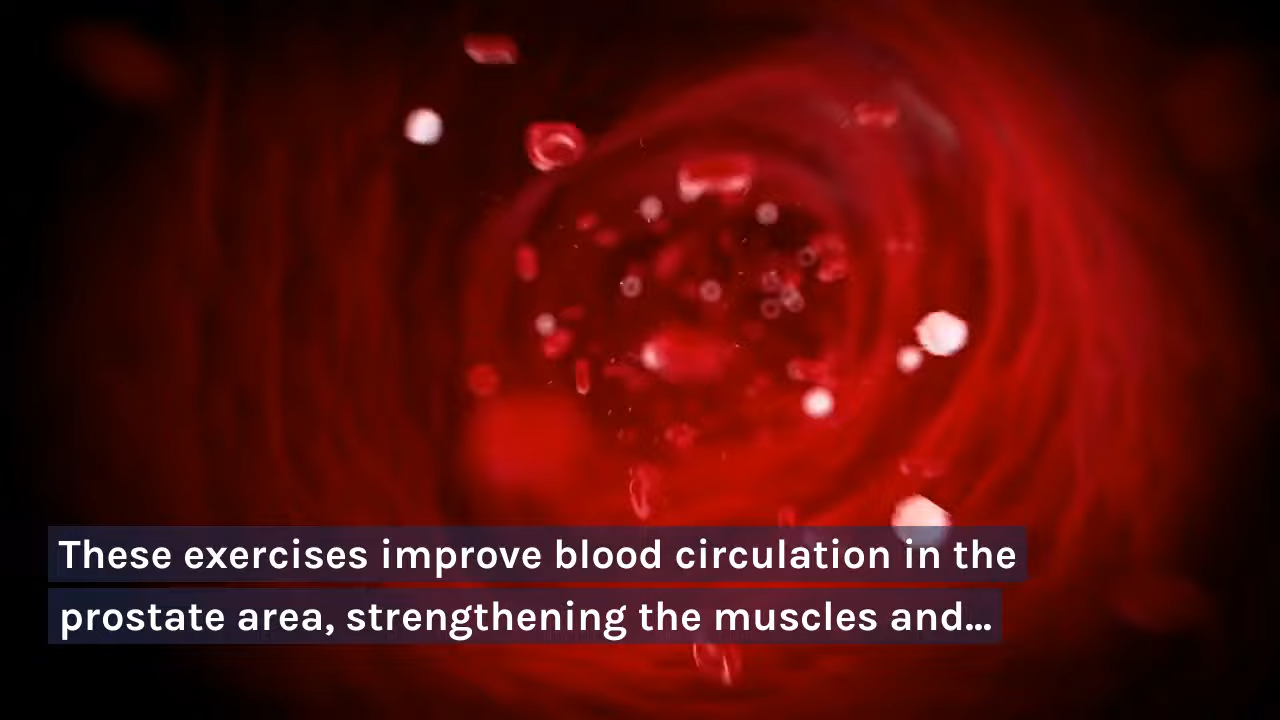 These exercises improve blood circulation in the
prostate area, strengthening the muscles and...